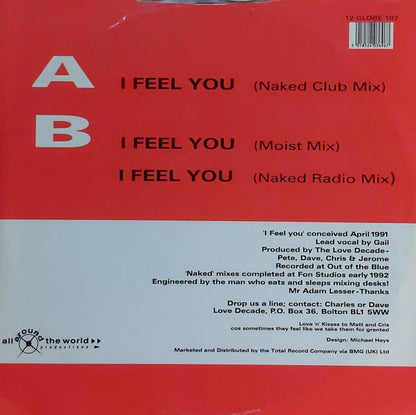 12 GLOBE 107
A
I FEEL YOU (Naked Club Mix)
B
I FEEL YOU (Moist Mix)
I FEEL YOU (Naked Radio Mix)
'I Feel you' conceived April 1991
Lead vocal by Gail
Produced by The Love Decade-
Pete, Dave, Chris & Jerome
Recorded at Out of the Blue
'Naked' mixes completed at Fon Studios early 1992
Engineered by the man who eats and sleeps mixing desks!
Mr Adam Lesser-Thanks
Drop us a line; contact: Charles or Dave
Love Decade, P.O. Box 36, Bolton BL1 5WW
Love 'n' Kisses to Matt and Cris
cos sometimes they feel like we take them for granted
Design: Michael Heys
all around the world
productions
Marketed and Distributed by the Total Record Company via BMG (UK) Ltd